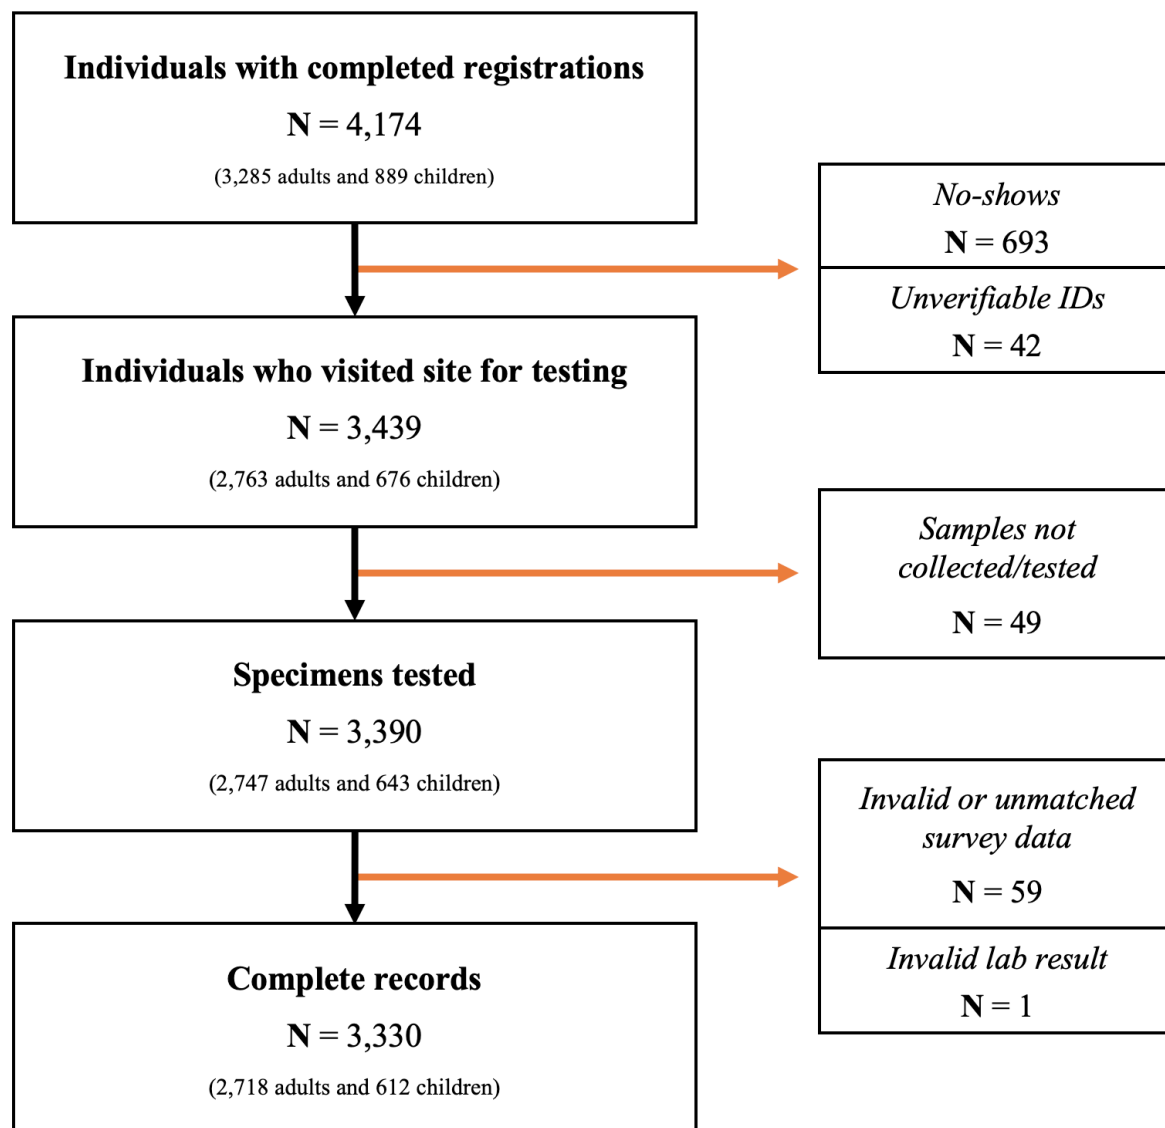 Individuals with completed registrations
N = 4,174
(3,285 adults and 889 children)
No-shows
N = 693
Unverifiable IDs
N = 42
Individuals who visited site for testing
N = 3,439
(2,763 adults and 676 children)
Samples not
collected/tested
N = 49
Specimens tested
N = 3,390
(2,747 adults and 643 children)
Invalid or unmatched
survey data
N = 59
Invalid lab result
N = 1
Complete records
N = 3,330
(2,718 adults and 612 children)